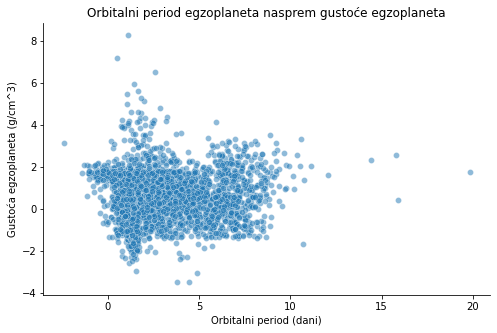 Orbitalni period egzoplaneta nasprem gustoće egzoplaneta
Gustoća egzoplaneta (g/cm^3)
8
6
4
2
0
−2
−4
0 5 10 15 20
Orbitalni period (dani)